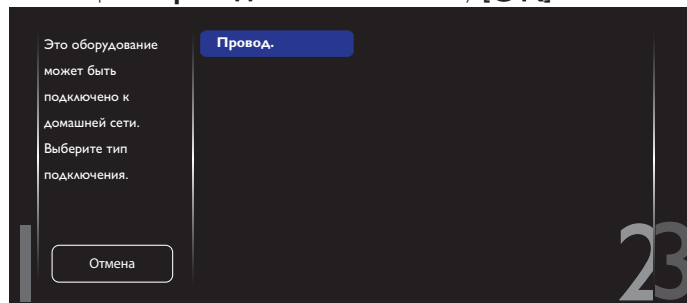 Это оборудование
может быть
подключено к
домашней сети.
Выберите тип
подключения.
Провод.
Отмена
23